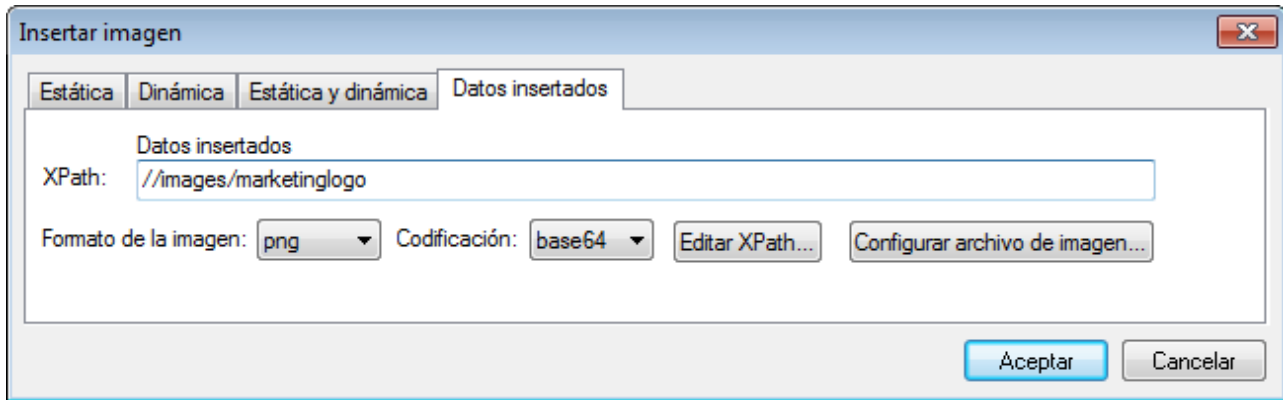 Insertar imagen
Estática Dinámica Estática y dinámica Datos insertados
Datos insertados
XPath: //images/marketinglogo
Formato de la imagen: png Codificación: base64 Editar XPath... Configurar archivo de imagen...
Aceptar Cancelar